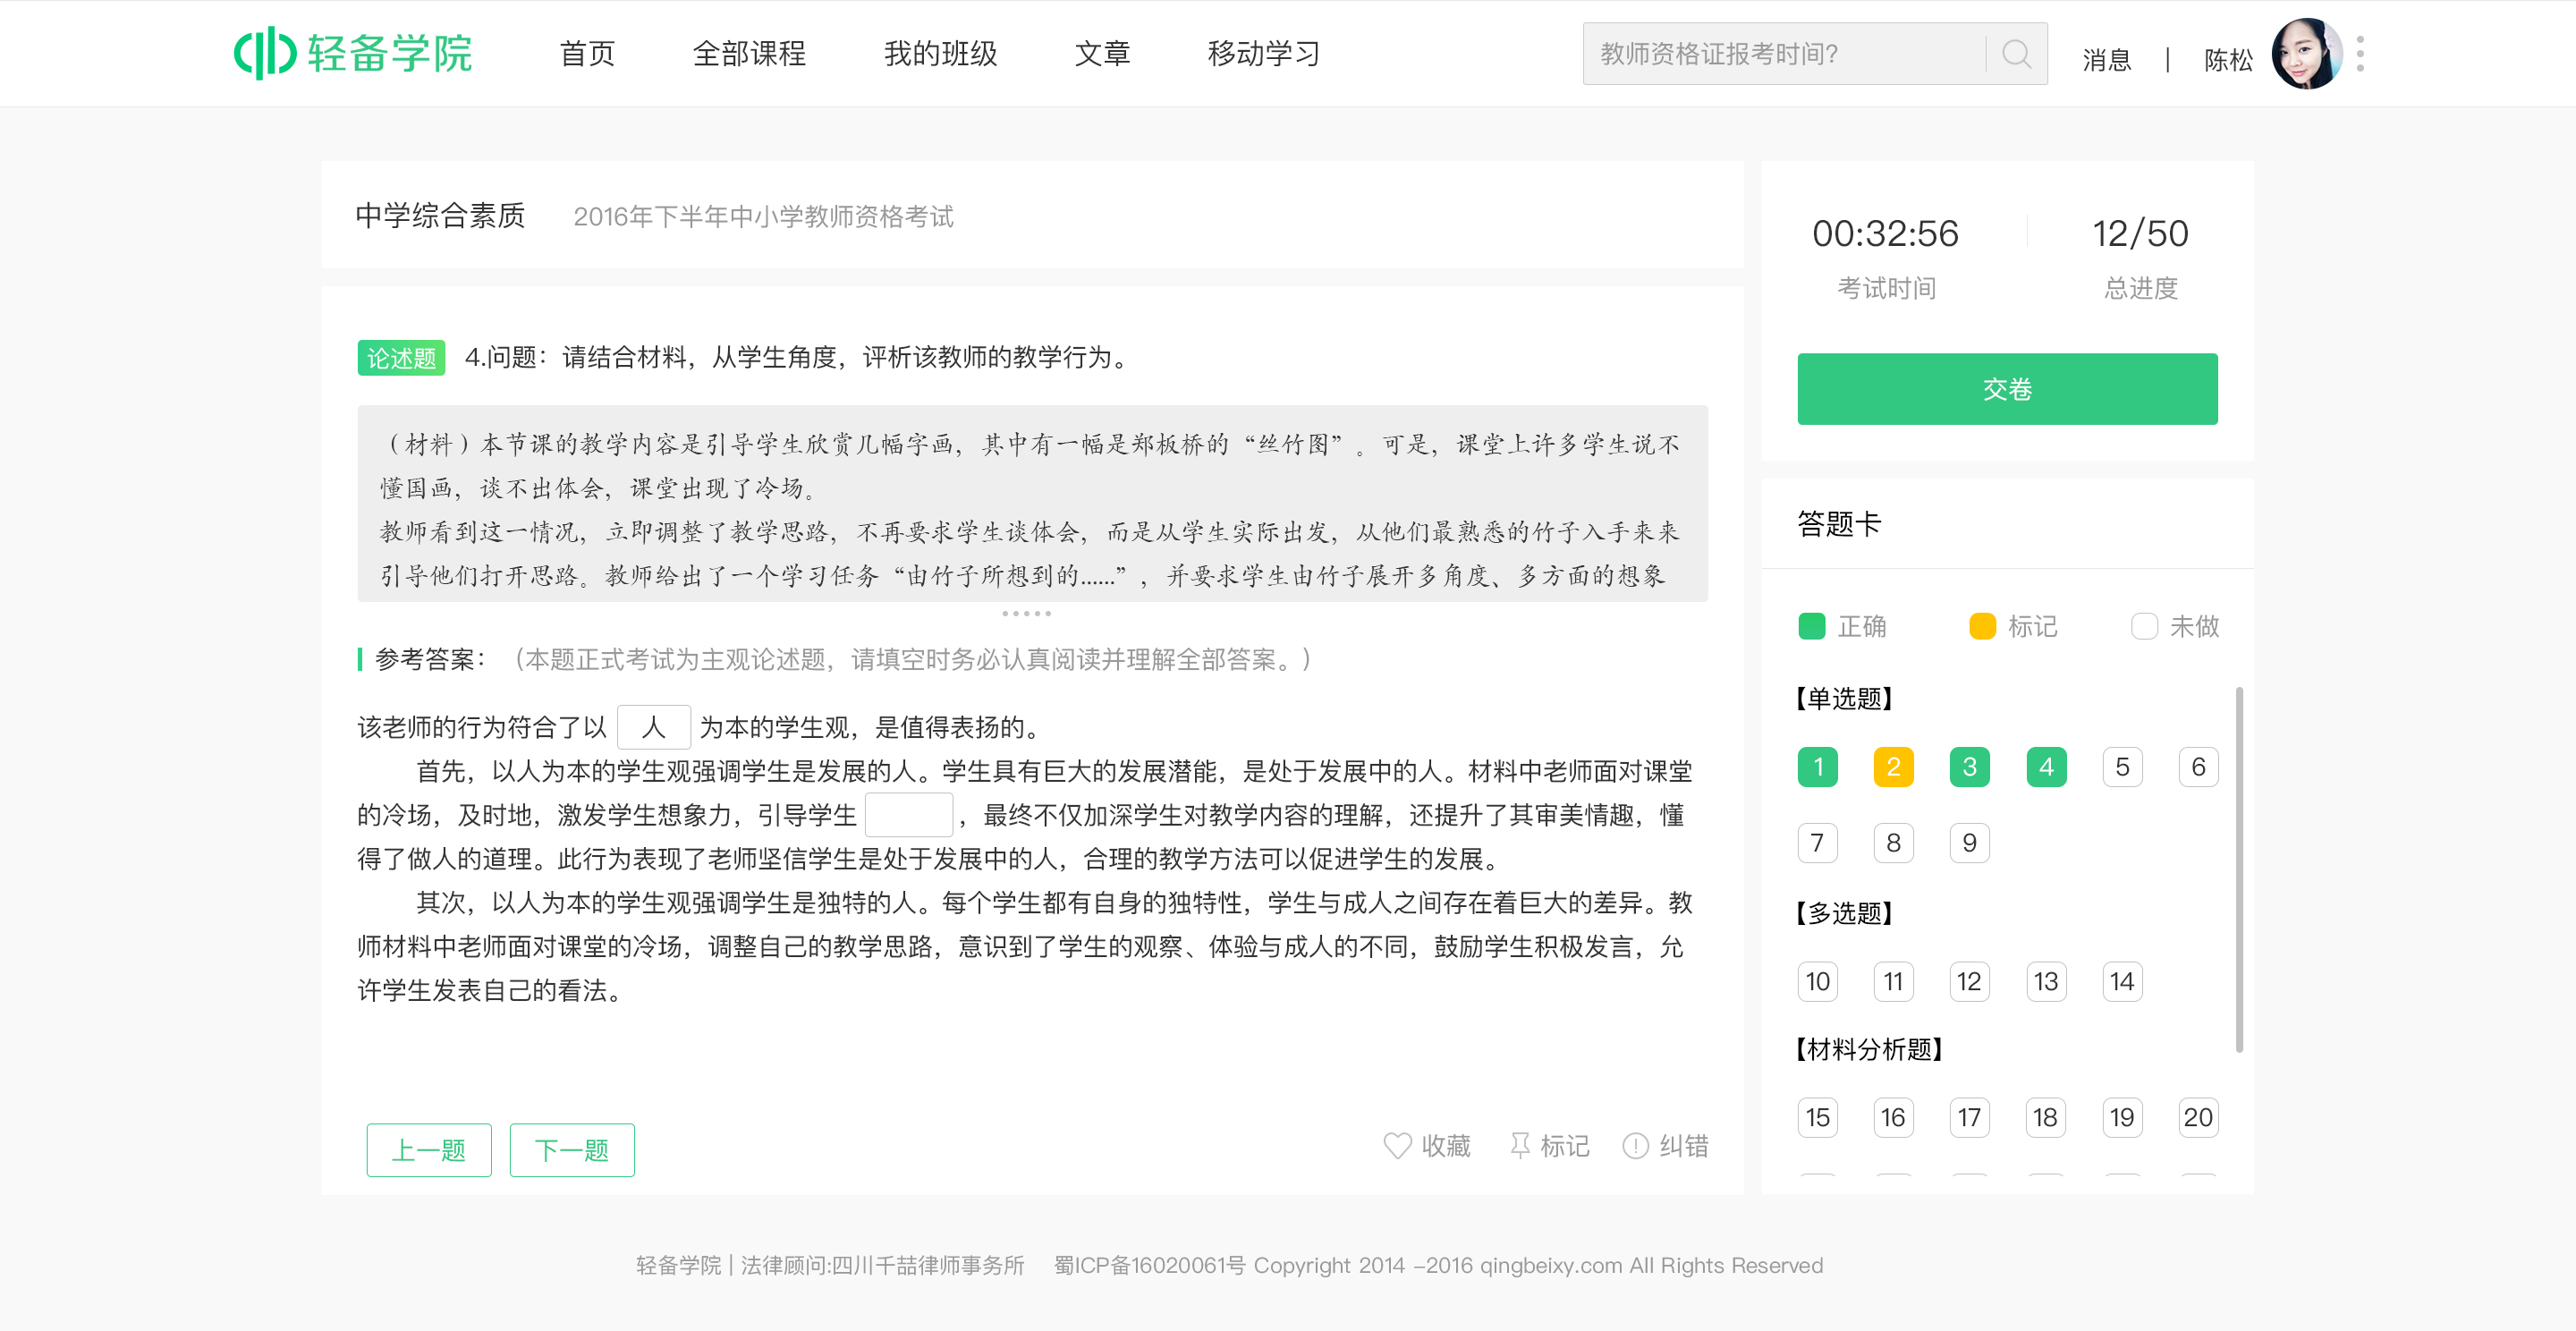 轻备学院
首页
全部课程
我的班级
文章
移动学习
教师资格证报考时间？
消息 | 陈松
中学综合素质
2016年下半年中小学教师资格考试
00:32:56
12/50
考试时间
总进度
交卷
论述题 4.问题：请结合材料，从学生角度，评析该教师的教学行为。
（材料）本节课的教学内容是引导学生欣赏几幅字画，其中有一幅是郑板桥的“丝竹图”。可是，课堂上许多学生说不
懂国画，谈不出体会，课堂出现了冷场。
教师看到这一情况，立即调整了教学思路，不再要求学生谈体会，而是从学生实际出发，从他们最熟悉的竹子入手来来
引导他们打开思路。教师给出了一个学习任务“由竹子所想到的......”，并要求学生由竹子展开多角度、多方面的想象
参考答案：（本题正式考试为主观论述题，请填空时务必认真阅读并理解全部答案。）
该老师的行为符合了以 人 为本的学生观，是值得表扬的。
首先，以人为本的学生观强调学生是发展的人。学生具有巨大的发展潜能，是处于发展中的人。材料中老师面对课堂
的冷场，及时地，激发学生想象力，引导学生 ，最终不仅加深学生对教学内容的理解，还提升了其审美情趣，懂
得了做人的道理。此行为表现了老师坚信学生是处于发展中的人，合理的教学方法可以促进学生的发展。
其次，以人为本的学生观强调学生是独特的人。每个学生都有自身的独特性，学生与成人之间存在着巨大的差异。教
师材料中老师面对课堂的冷场，调整自己的教学思路，意识到了学生的观察、体验与成人的不同，鼓励学生积极发言，允
许学生发表自己的看法。
上一题
下一题
收藏
标记
纠错
答题卡
正确
标记
未做
【单选题】
1 2 3 4 5 6
7 8 9
【多选题】
10 11 12 13 14
【材料分析题】
15 16 17 18 19 20
轻备学院 | 法律顾问:四川千喆律师事务所 蜀ICP备16020061号 Copyright 2014 -2016 qingbeixy.com All Rights Reserved